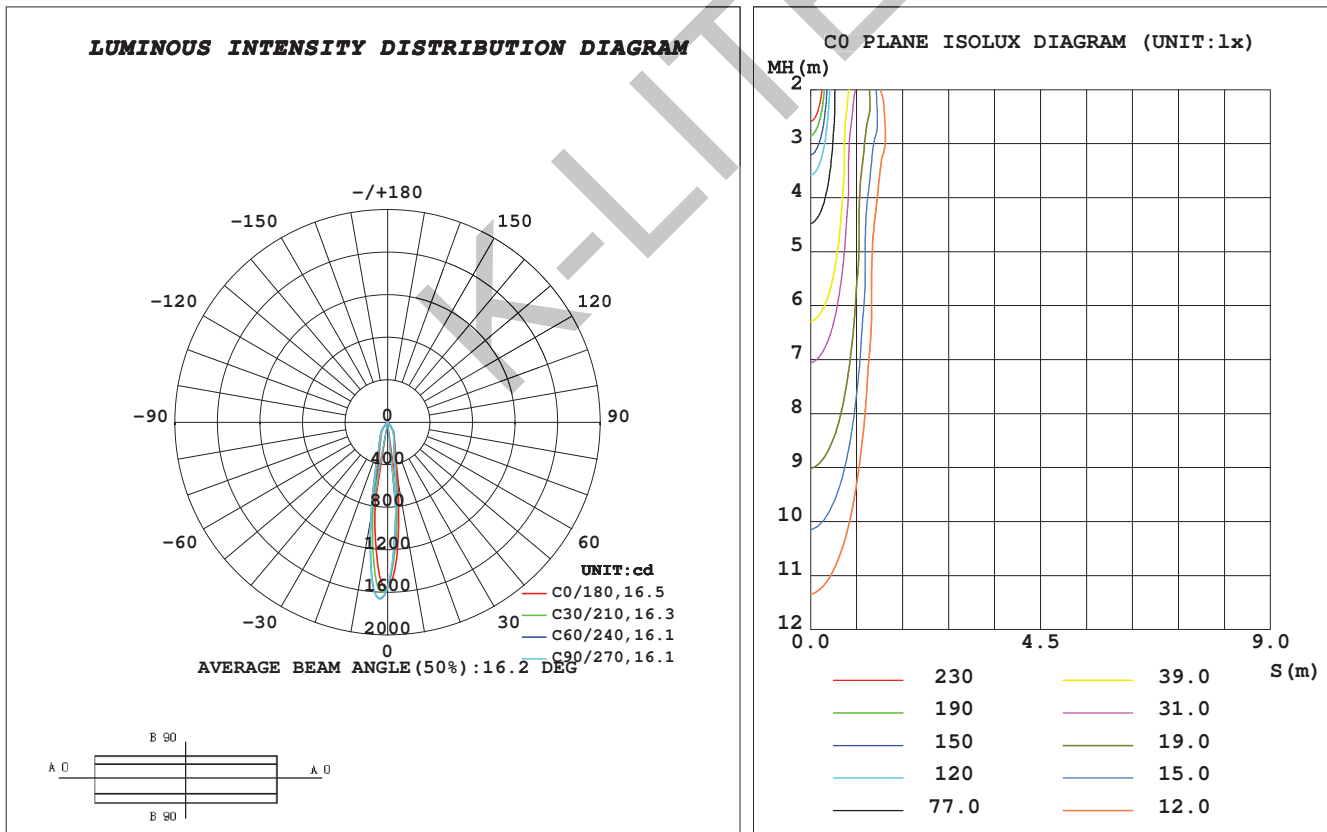 LUMINOUS INTENSITY DISTRIBUTION DIAGRAM
-/+180
-150
150
-120
120
-90
90
-60
60
-30
30
0
0
400
800
1200
1600
2000
UNIT:cd
C0/180,16.5
C30/210,16.3
C60/240,16.1
C90/270,16.1
AVERAGE BEAM ANGLE(50%):16.2 DEG
B 90
A 0
A 0
B 90
C0 PLANE ISOLUX DIAGRAM (UNIT:lx)
MH(m)
2
3
4
5
6
7
8
9
10
11
12
0.0
4.5
9.0
S(m)
230
39.0
190
31.0
150
19.0
120
15.0
77.0
12.0
K-LITE